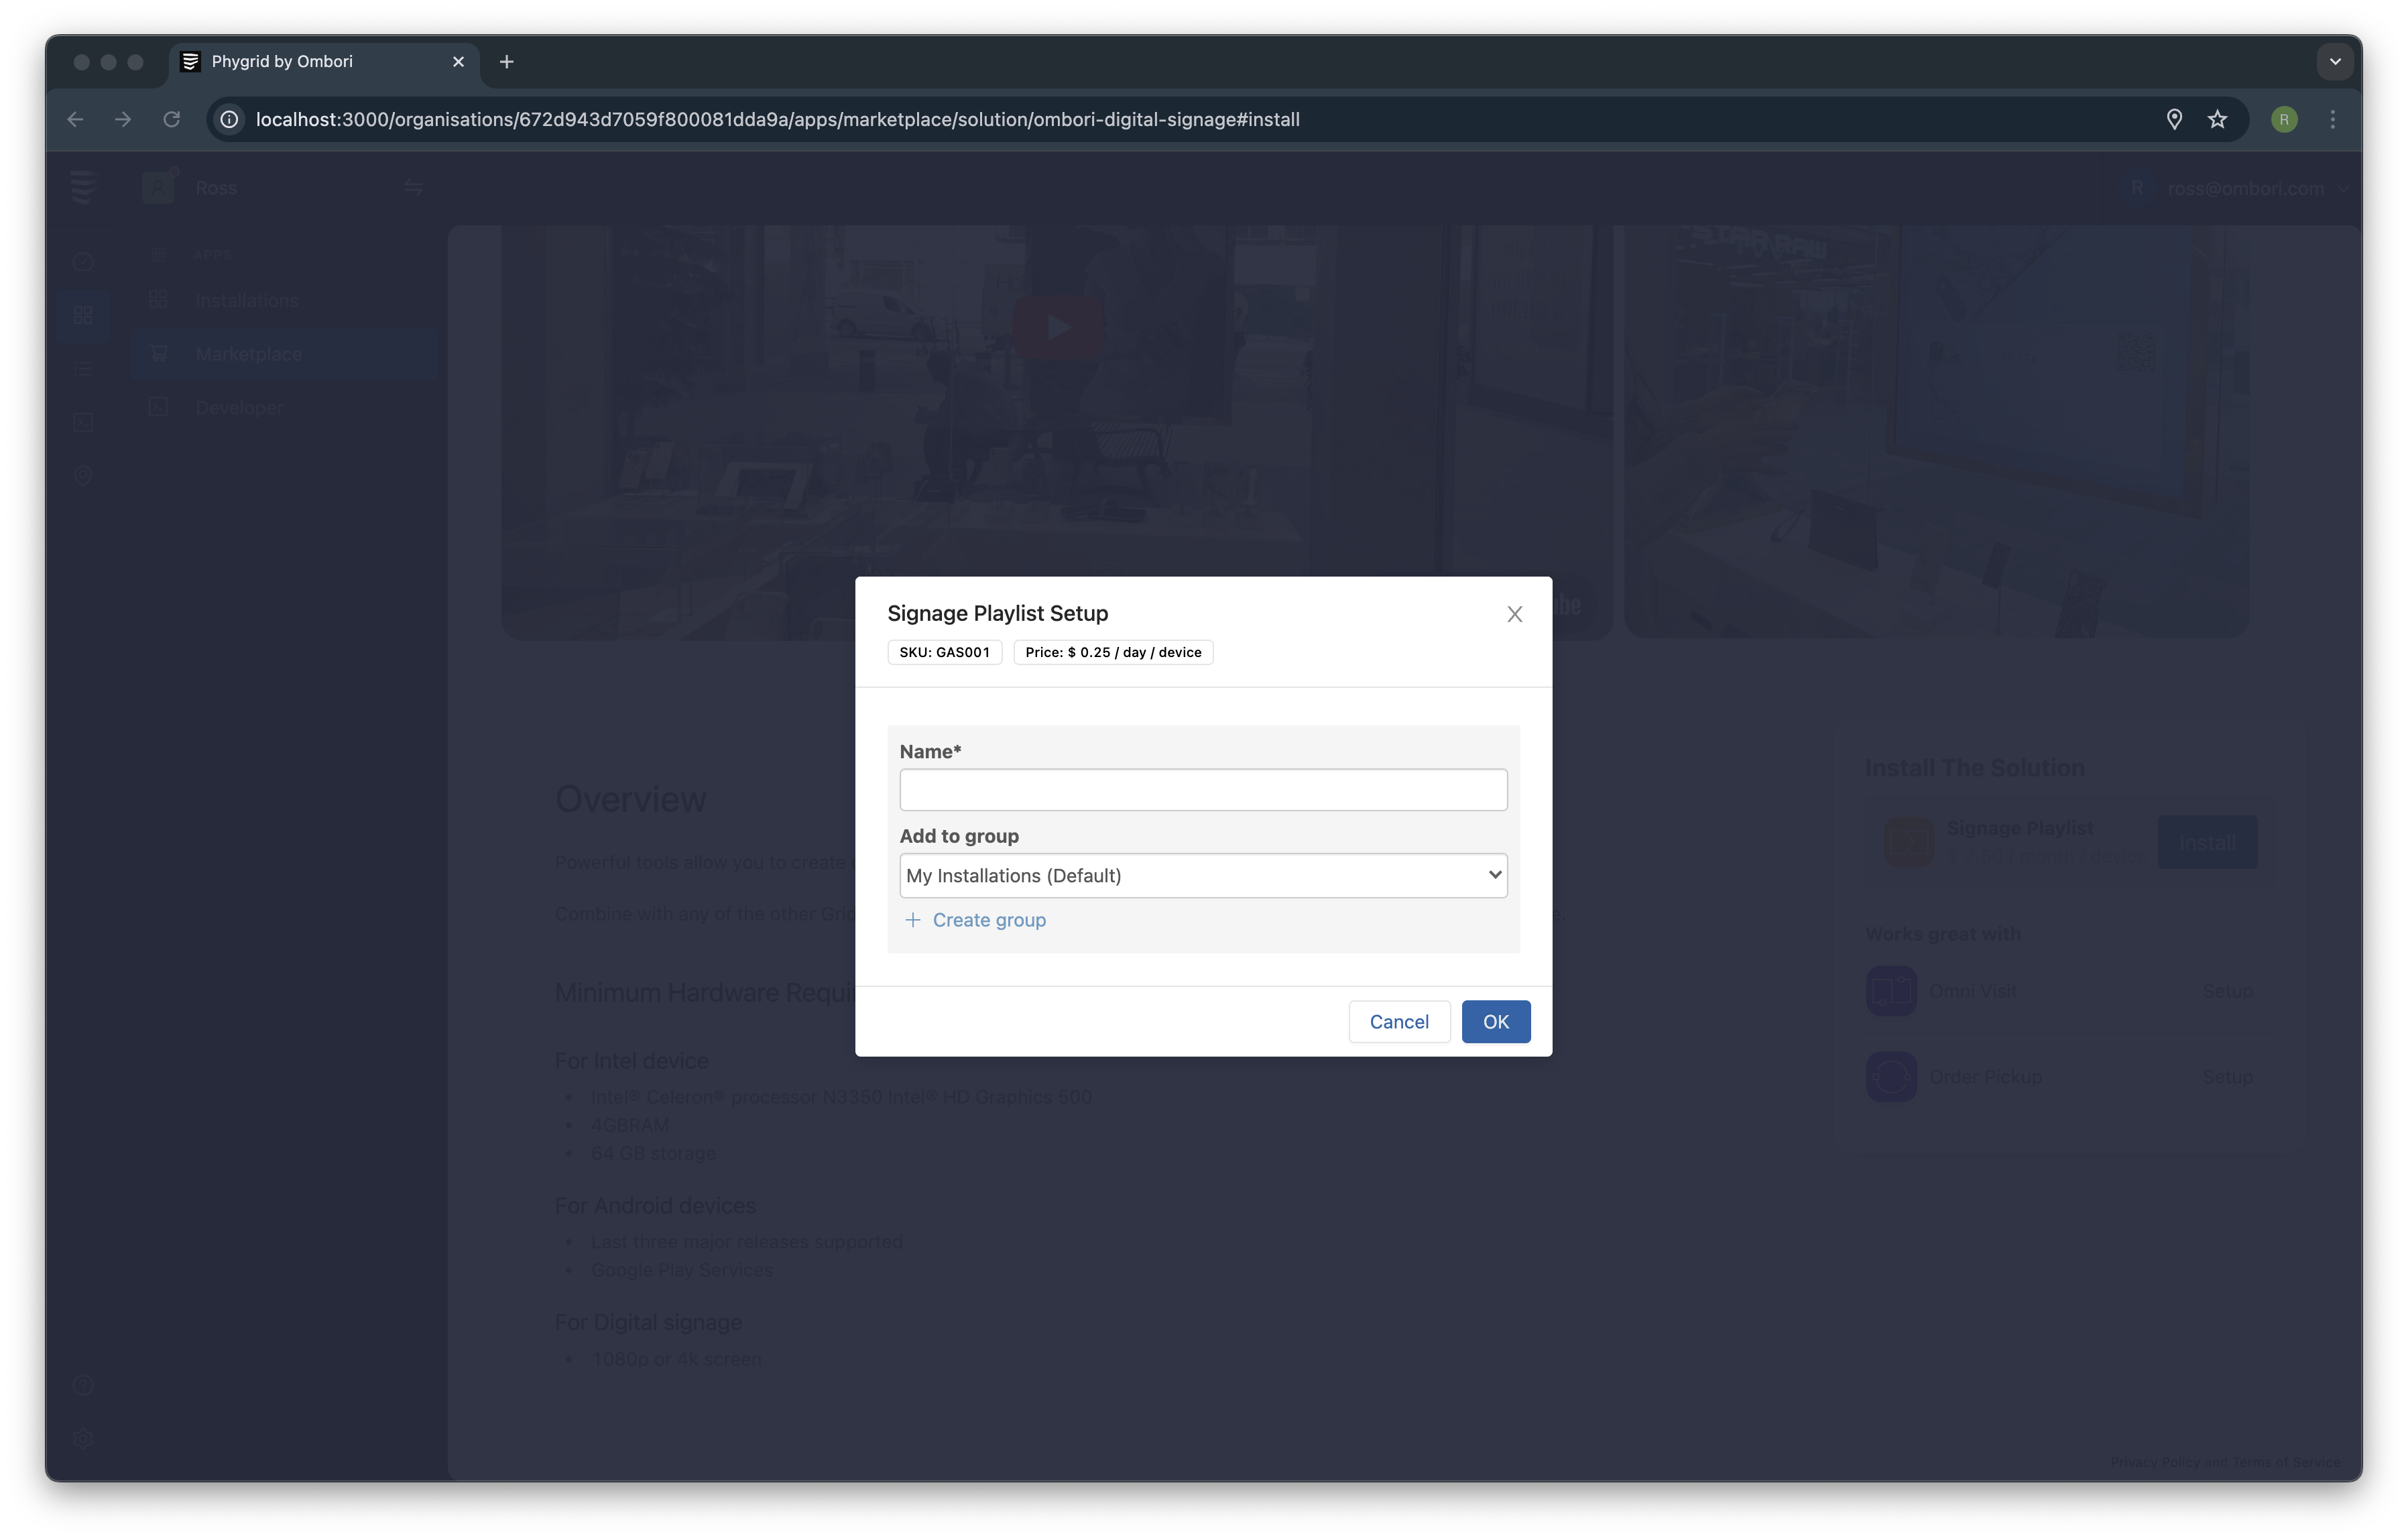 Phygrid by Ombori
localhost:3000/organisations/672d943d7059f800081dda9a/apps/marketplace/solution/ombori-digital-signage#install
R
R
Ross
R
ross@ombori.com
APPS
Installations
Marketplace
Developer
Signage Playlist Setup
SKU: GAS001
Price: $ 0.25 / day / device
Name*
Add to group
My Installations (Default)
Create group
Cancel
OK
Overview
Powerful tools allow you to create
Combine with any of the other Grid
Minimum Hardware Requi
For Intel device
Intel® Celeron® processor N3350 Intel® HD Graphics 500
4GBRAM
64 GB storage
For Android devices
Last three major releases supported
Google Play Services
For Digital signage
1080p or 4k screen
Install The Solution
Signage Playlist
$ 7.50 / month / device
Install
Works great with
Omni Visit
Setup
Order Pickup
Setup
Privacy Policy and Terms of Service